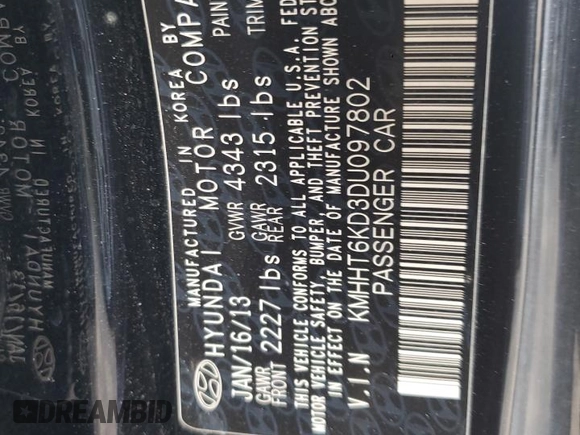 MANUFACTURED BY
IN KOREA
HYUNDAI MOTOR COMPA
JAN/16/13 GVWR 4343 lbs PAIN
GAWR FRONT 2227 lbs GAWR REAR 2315 lbs TRIM
THIS VEHICLE CONFORMS TO ALL APPLICABLE U.S.A. FED
MOTOR VEHICLE SAFETY, BUMPER, AND THEFT PREVENTION ST
IN EFFECT ON THE DATE OF MANUFACTURE SHOWN ABO
V.I.N KMHHT6KD3DU097802
PASSENGER CAR
DREAMBID